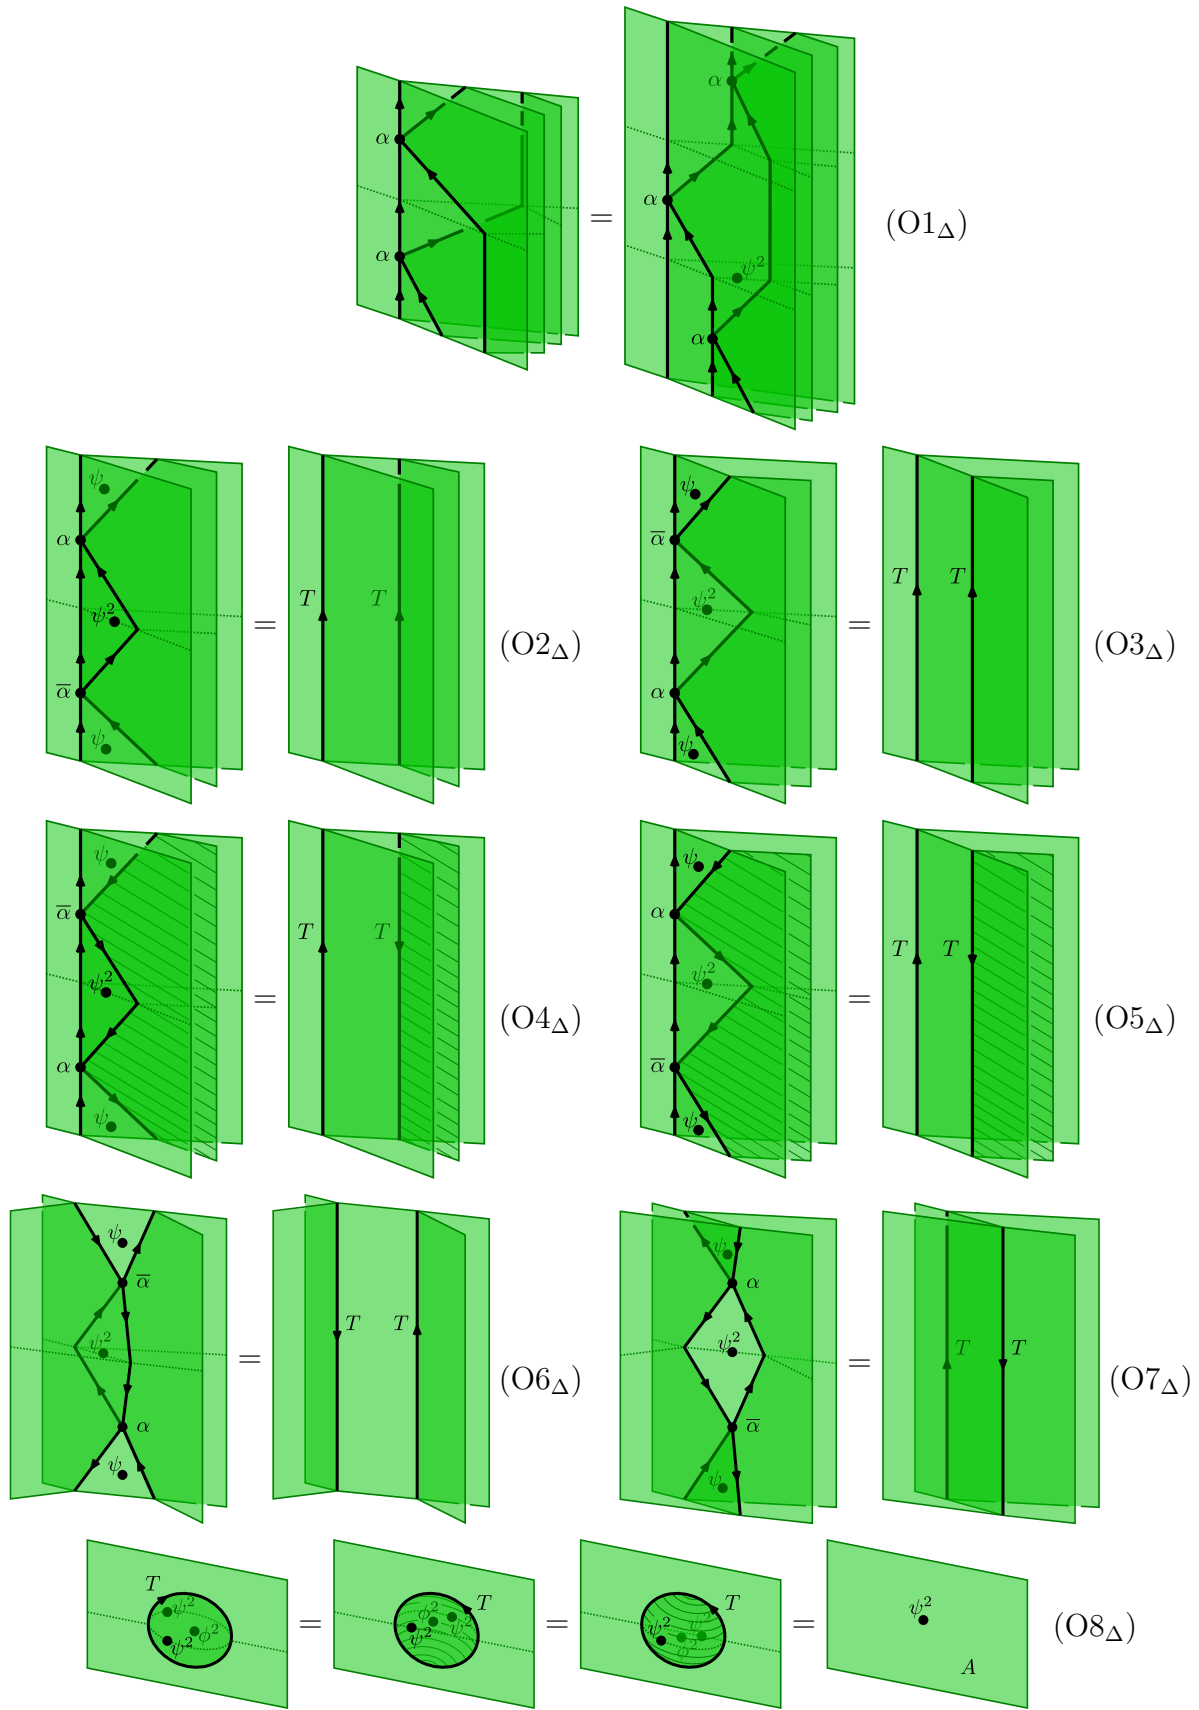 α
α
=
α
α
ψ²
α
(O1_Δ)
ψ
α
ψ²
ᾱ
ψ
=
T
T
(O2_Δ)
ψ
ᾱ
ψ²
α
ψ
=
T
T
(O3_Δ)
ψ
ᾱ
ψ²
α
ψ
=
T
T
(O4_Δ)
ψ
α
ψ²
ᾱ
ψ
=
T
T
(O5_Δ)
ψ
ᾱ
ψ²
α
ψ
=
T
T
(O6_Δ)
ψ
α
ψ²
ᾱ
ψ
=
T
T
(O7_Δ)
T
ψ²
ϕ²
ψ²
=
T
ϕ²
ψ²
ψ²
=
T
ψ²
ψ²
ϕ²
=
ψ²
A
(O8_Δ)